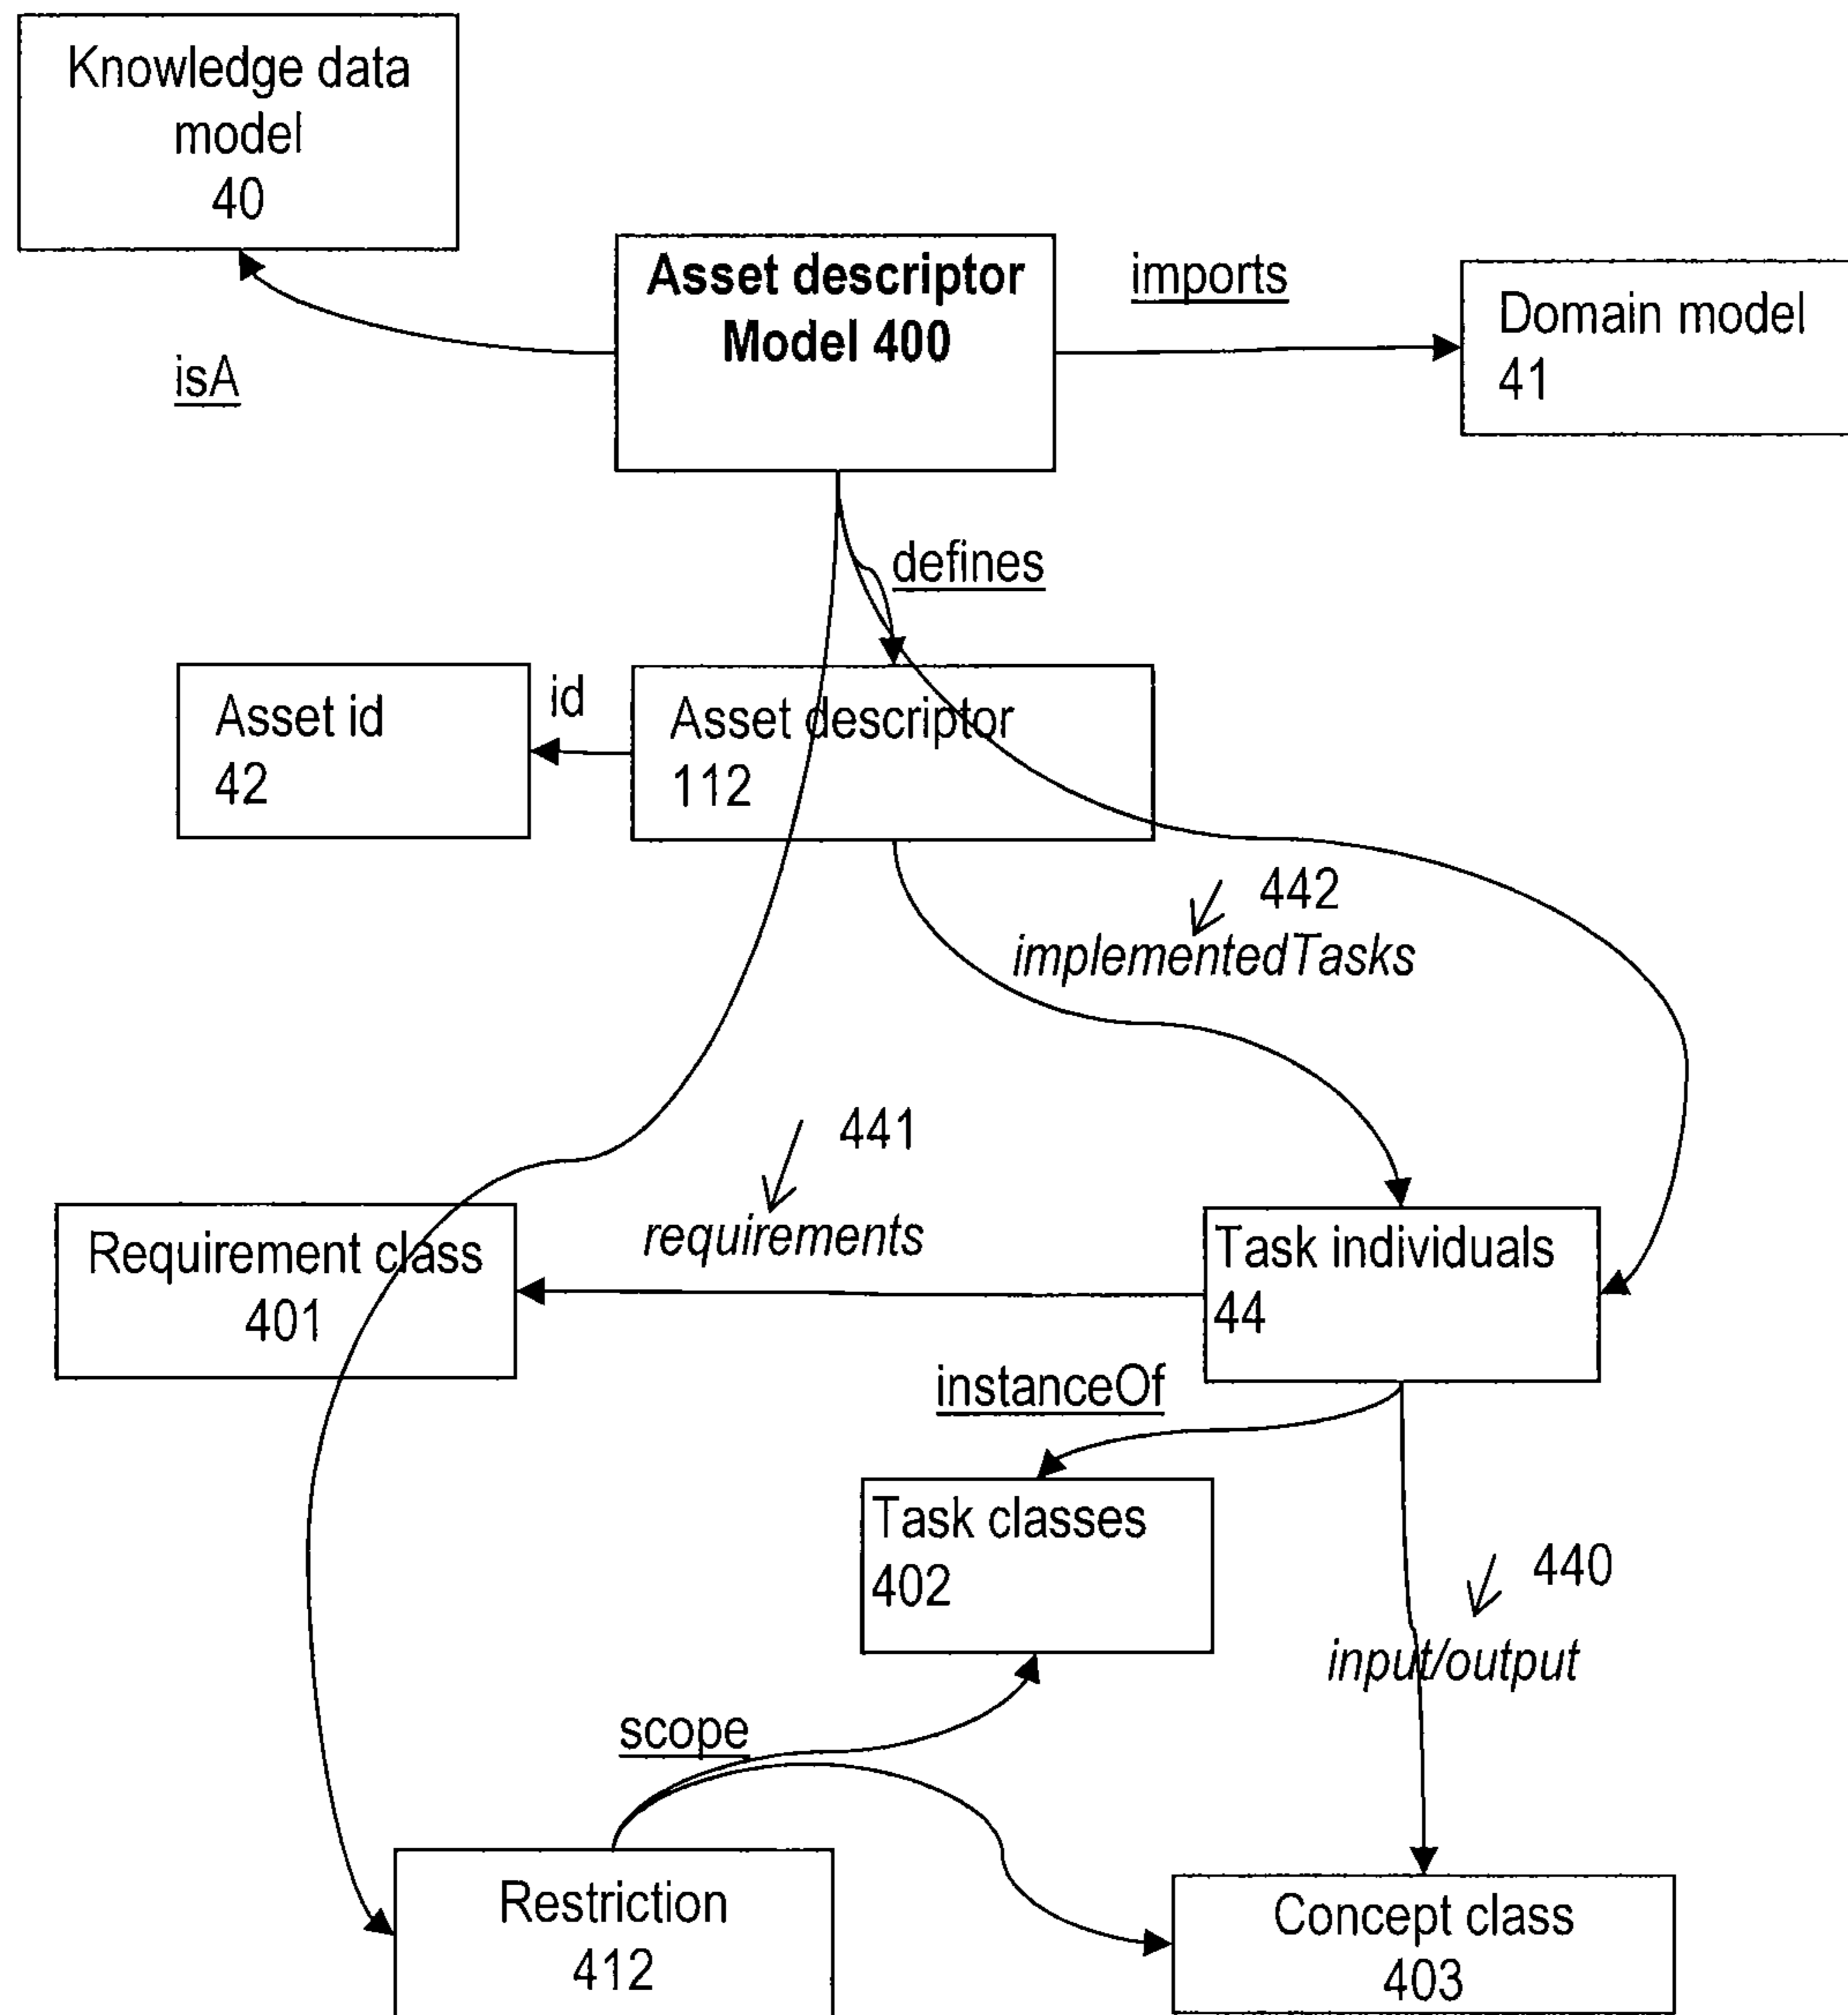 Knowledge data
model
40
Asset descriptor
Model 400
imports
Domain model
41
isA
defines
Asset id
42
id
Asset descriptor
112
442
implementedTasks
441
requirements
Requirement class
401
Task individuals
44
instanceOf
Task classes
402
440
input/output
scope
Restriction
412
Concept class
403